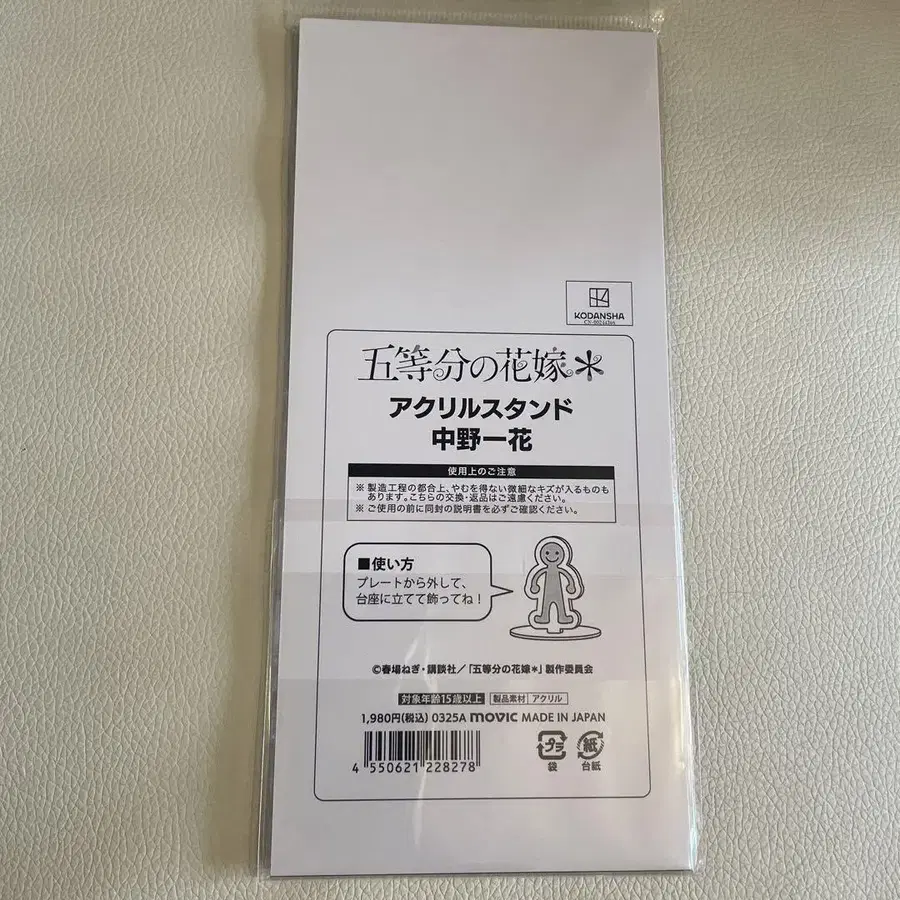 KODANSHA
五等分の花嫁＊
アクリルスタンド
中野一花
使用上のご注意
※ 製造工程の都合上、やむを得ない微細なキズが入るものも
あります。こちらの交換・返品はご遠慮ください。
※ ご使用の前に同封の説明書を必ずご確認ください。
■使い方
プレートから外して、
台座に立てて飾ってね！
©春場ねぎ・講談社／「五等分の花嫁＊」製作委員会
対象年齢15歳以上 製品素材 アクリル
1,980円(税込) 0325A movic MADE IN JAPAN
4 550621 228278
プラ 紙
袋 台紙